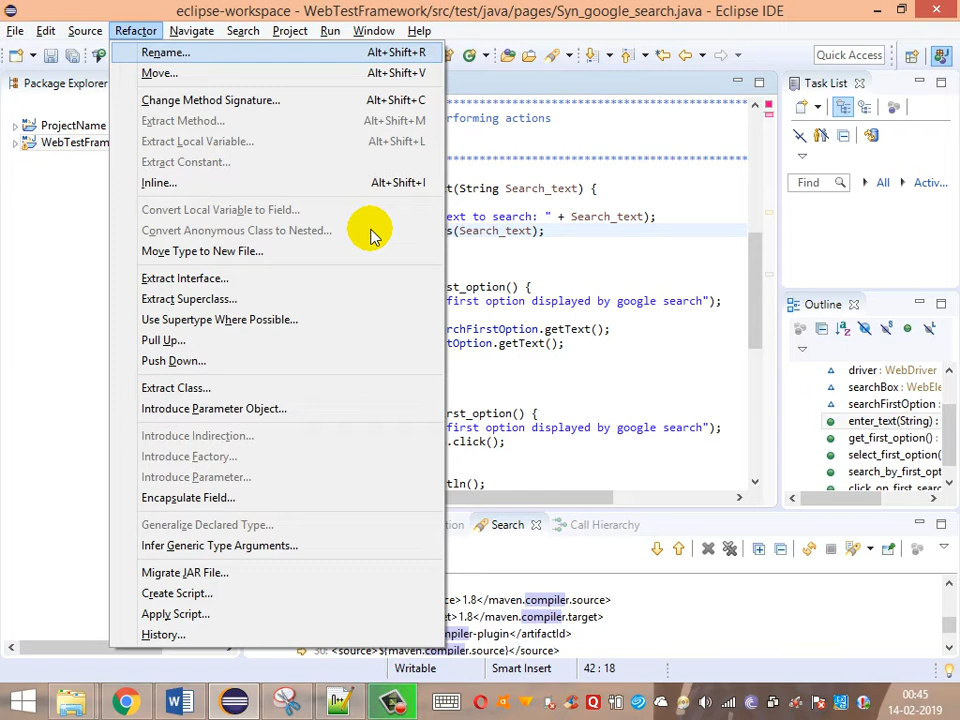 eclipse-workspace - WebTestFramework/src/test/java/pages/Syn_google_search.java - Eclipse IDE
File Edit Source Refactor Navigate Search Project Run Window Help
Quick Access
Rename... Alt+Shift+R
Move... Alt+Shift+V
Change Method Signature... Alt+Shift+C
Extract Method... Alt+Shift+M
Extract Local Variable... Alt+Shift+L
Extract Constant...
Inline... Alt+Shift+I
Convert Local Variable to Field...
Convert Anonymous Class to Nested...
Move Type to New File...
Extract Interface...
Extract Superclass...
Use Supertype Where Possible...
Pull Up...
Push Down...
Extract Class...
Introduce Parameter Object...
Introduce Indirection...
Introduce Factory...
Introduce Parameter...
Encapsulate Field...
Generalize Declared Type...
Infer Generic Type Arguments...
Migrate JAR File...
Create Script...
Apply Script...
History...
Package Explorer
ProjectName
WebTestFram
*******************************************
erforming actions
*******************************************
t(String Search_text) {
ext to search: " + Search_text);
s(Search_text);
st_option() {
first option displayed by google search");
archFirstOption.getText();
Option.getText();
rst_option() {
first option displayed by google search");
n.click();
tln();
Task List
Find All Activ...
Outline
driver : WebDriver
searchBox : WebEle
searchFirstOption :
enter_text(String) :
get_first_option() :
select_first_option(
search_by_first_opt
click_on_first_searc
tion Search Call Hierarchy
>1.8</maven.compiler.source>
>1.8</maven.compiler.target>
mpiler-plugin</artifactId>
30: <source>${maven.compiler.source}</source>
Writable Smart Insert 42 : 18
00:45
14-02-2019